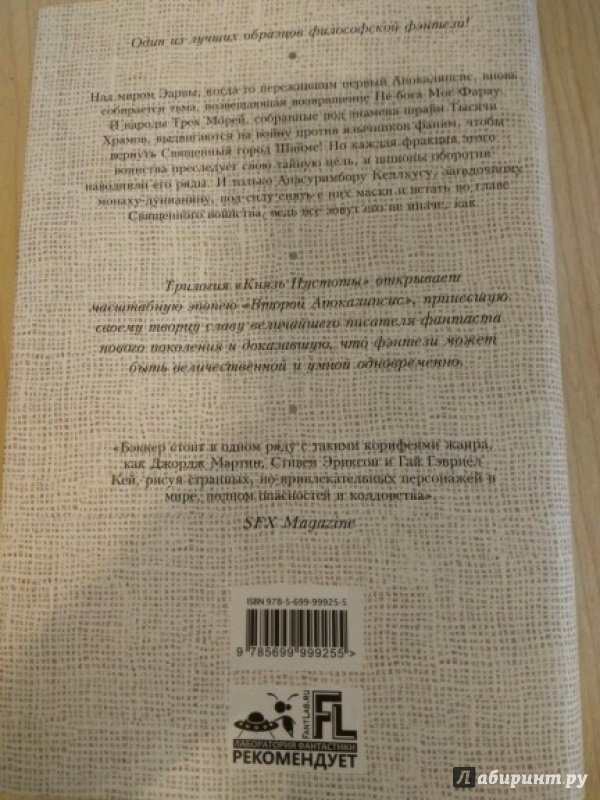 Один из лучших образцов философской фэнтези!
Над миром Эарвы, когда-то пережившим первый Апокалипсис, вновь
собирается тьма, возвещающая возвращение Не-бога Мог-Фарау.
И народы Трех Морей, собранные под знамена шрайи Тысячи
Храмов, выдвигаются на войну против язычников-фаним, чтобы
вернуть Священный город Шайме! Но каждая фракция этого
воинства преследует свою тайную цель, и шпионы-оборотни
наводнили его ряды. И только Анасуримбору Келлхусу, загадочному
монаху-дунианину, под силу снять с них маски и встать во главе
Священного воинства, ведь все зовут его не иначе, как
Трилогия «Князь Пустоты» открывает
масштабную эпопею «Второй Апокалипсис», принесшую
своему творцу славу величайшего писателя-фантаста
нового поколения и доказавшую, что фэнтези может
быть величественной и умной одновременно.
«Бэккер стоит в одном ряду с такими корифеями жанра,
как Джордж Мартин, Стивен Эриксон и Гай Гэвриел
Кей, рисуя странных, но привлекательных персонажей в
мире, полном опасностей и колдовства».
SFX Magazine
ISBN 978-5-699-99925-5
9 785699 999255 >
FANTLAB.RU
FL
ЛАБОРАТОРИЯ ФАНТАСТИКИ
РЕКОМЕНДУЕТ
Лабиринт.ру